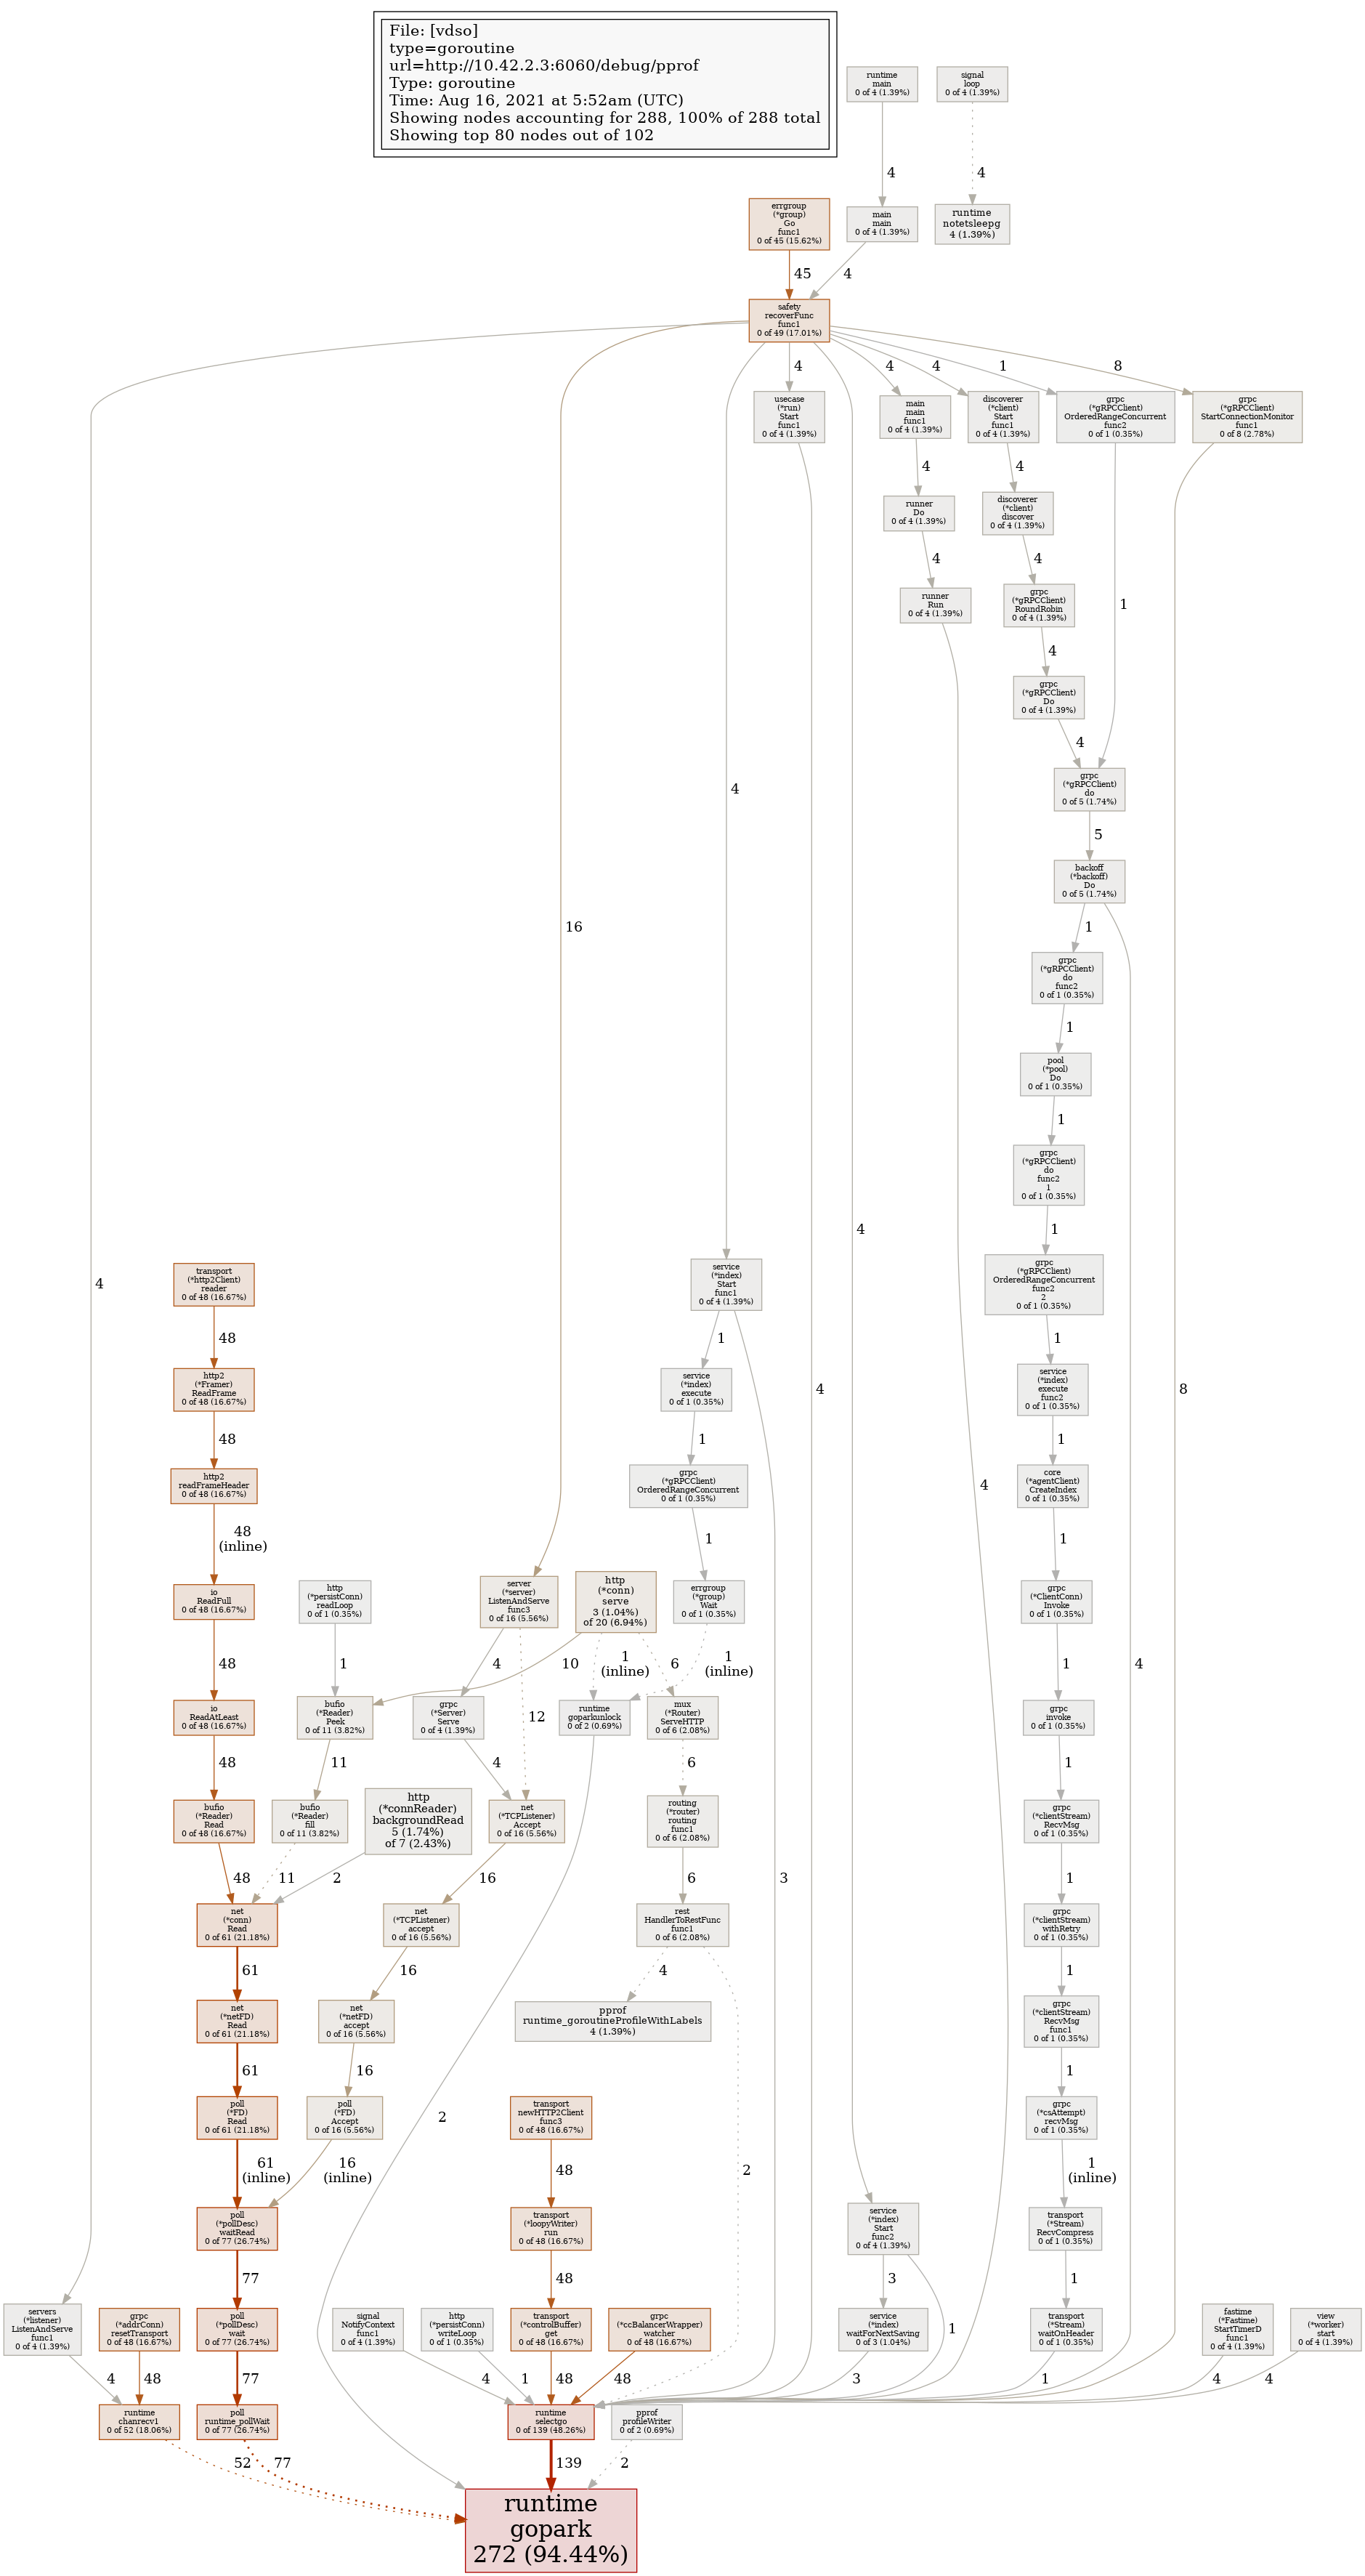 File: [vdso]
type=goroutine
url=http://10.42.2.3:6060/debug/pprof
Type: goroutine
Time: Aug 16, 2021 at 5:52am (UTC)
Showing nodes accounting for 288, 100% of 288 total
Showing top 80 nodes out of 102
runtime
main
0 of 4 (1.39%)
signal
loop
0 of 4 (1.39%)
4
4
errgroup
(*group)
Go
func1
0 of 45 (15.62%)
main
main
0 of 4 (1.39%)
runtime
notetsleepg
4 (1.39%)
45
4
safety
recoverFunc
func1
0 of 49 (17.01%)
4
4
4
1
8
usecase
(*run)
Start
func1
0 of 4 (1.39%)
main
main
func1
0 of 4 (1.39%)
discoverer
(*client)
Start
func1
0 of 4 (1.39%)
grpc
(*gRPCClient)
OrderedRangeConcurrent
func2
0 of 1 (0.35%)
grpc
(*gRPCClient)
StartConnectionMonitor
func1
0 of 8 (2.78%)
4
4
runner
Do
0 of 4 (1.39%)
discoverer
(*client)
discover
0 of 4 (1.39%)
4
4
runner
Run
0 of 4 (1.39%)
grpc
(*gRPCClient)
RoundRobin
0 of 4 (1.39%)
1
4
grpc
(*gRPCClient)
Do
0 of 4 (1.39%)
4
4
grpc
(*gRPCClient)
do
0 of 5 (1.74%)
5
backoff
(*backoff)
Do
0 of 5 (1.74%)
16
1
grpc
(*gRPCClient)
do
func2
0 of 1 (0.35%)
1
pool
(*pool)
Do
0 of 1 (0.35%)
1
grpc
(*gRPCClient)
do
func2
1
0 of 1 (0.35%)
4
1
4
transport
(*http2Client)
reader
0 of 48 (16.67%)
service
(*index)
Start
func1
0 of 4 (1.39%)
grpc
(*gRPCClient)
OrderedRangeConcurrent
func2
2
0 of 1 (0.35%)
48
1
1
http2
(*Framer)
ReadFrame
0 of 48 (16.67%)
service
(*index)
execute
0 of 1 (0.35%)
4
service
(*index)
execute
func2
0 of 1 (0.35%)
8
48
1
1
http2
readFrameHeader
0 of 48 (16.67%)
grpc
(*gRPCClient)
OrderedRangeConcurrent
0 of 1 (0.35%)
4
core
(*agentClient)
CreateIndex
0 of 1 (0.35%)
48
(inline)
1
1
io
ReadFull
0 of 48 (16.67%)
http
(*persistConn)
readLoop
0 of 1 (0.35%)
server
(*server)
ListenAndServe
func3
0 of 16 (5.56%)
http
(*conn)
serve
3 (1.04%)
of 20 (6.94%)
errgroup
(*group)
Wait
0 of 1 (0.35%)
grpc
(*ClientConn)
Invoke
0 of 1 (0.35%)
48
1
4
10
1
(inline)
6
1
(inline)
1
4
io
ReadAtLeast
0 of 48 (16.67%)
bufio
(*Reader)
Peek
0 of 11 (3.82%)
grpc
(*Server)
Serve
0 of 4 (1.39%)
12
runtime
goparkunlock
0 of 2 (0.69%)
mux
(*Router)
ServeHTTP
0 of 6 (2.08%)
grpc
invoke
0 of 1 (0.35%)
48
11
4
6
1
bufio
(*Reader)
Read
0 of 48 (16.67%)
bufio
(*Reader)
fill
0 of 11 (3.82%)
http
(*connReader)
backgroundRead
5 (1.74%)
of 7 (2.43%)
net
(*TCPListener)
Accept
0 of 16 (5.56%)
routing
(*router)
routing
func1
0 of 6 (2.08%)
grpc
(*clientStream)
RecvMsg
0 of 1 (0.35%)
48
11
2
16
6
3
1
net
(*conn)
Read
0 of 61 (21.18%)
net
(*TCPListener)
accept
0 of 16 (5.56%)
rest
HandlerToRestFunc
func1
0 of 6 (2.08%)
grpc
(*clientStream)
withRetry
0 of 1 (0.35%)
61
16
4
1
net
(*netFD)
Read
0 of 61 (21.18%)
net
(*netFD)
accept
0 of 16 (5.56%)
pprof
runtime_goroutineProfileWithLabels
4 (1.39%)
grpc
(*clientStream)
RecvMsg
func1
0 of 1 (0.35%)
61
16
1
poll
(*FD)
Read
0 of 61 (21.18%)
poll
(*FD)
Accept
0 of 16 (5.56%)
2
transport
newHTTP2Client
func3
0 of 48 (16.67%)
grpc
(*csAttempt)
recvMsg
0 of 1 (0.35%)
61
(inline)
16
(inline)
48
2
1
(inline)
poll
(*pollDesc)
waitRead
0 of 77 (26.74%)
transport
(*loopyWriter)
run
0 of 48 (16.67%)
service
(*index)
Start
func2
0 of 4 (1.39%)
transport
(*Stream)
RecvCompress
0 of 1 (0.35%)
77
48
3
1
servers
(*listener)
ListenAndServe
func1
0 of 4 (1.39%)
grpc
(*addrConn)
resetTransport
0 of 48 (16.67%)
poll
(*pollDesc)
wait
0 of 77 (26.74%)
signal
NotifyContext
func1
0 of 4 (1.39%)
http
(*persistConn)
writeLoop
0 of 1 (0.35%)
transport
(*controlBuffer)
get
0 of 48 (16.67%)
grpc
(*ccBalancerWrapper)
watcher
0 of 48 (16.67%)
service
(*index)
waitForNextSaving
0 of 3 (1.04%)
1
transport
(*Stream)
waitOnHeader
0 of 1 (0.35%)
fastime
(*Fastime)
StartTimerD
func1
0 of 4 (1.39%)
view
(*worker)
start
0 of 4 (1.39%)
4
48
77
4
1
48
48
3
1
4
4
runtime
chanrecv1
0 of 52 (18.06%)
poll
runtime_pollWait
0 of 77 (26.74%)
runtime
selectgo
0 of 139 (48.26%)
pprof
profileWriter
0 of 2 (0.69%)
52
77
139
2
runtime
gopark
272 (94.44%)